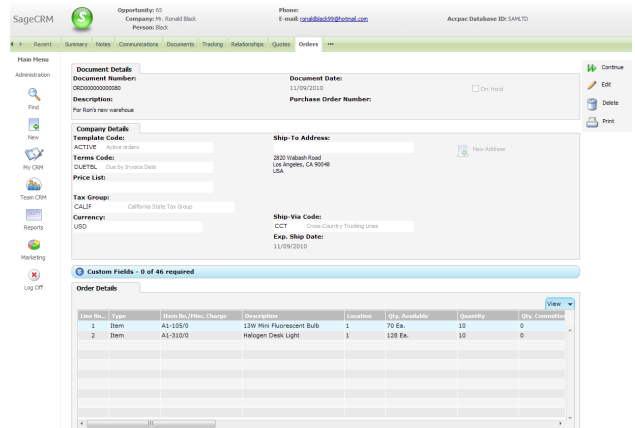 SageCRM
S
Opportunity: 65
Company: Mr. Ronald Black
Person: Black
Phone:
E-mail: ronaldblack99@hotmail.com
Accpac Database ID: SAMLTD
Recent
Summary Notes Communications Documents Tracking Relationships Quotes Orders •••
Main Menu
Administration
Find
New
My CRM
Team CRM
Reports
Marketing
Log Off
Document Details
Document Number:
ORD000000000080
Document Date:
11/09/2010
On Hold
Description:
For Ron's new warehoue
Purchase Order Number:
Company Details
Template Code:
ACTIVE Active orders
Ship-To Address:
New Address
Terms Code:
DUETBL Due by Invoice Date
2820 Wabash Road
Los Angeles, CA 90048
USA
Price List:
Tax Group:
CALIF California State Tax Group
Currency:
USD
Ship-Via Code:
CCT Cross-Country Trucking Lines
Exp. Ship Date:
11/09/2010
Custom Fields - 0 of 46 required
Order Details
View
Line Nu... Type Item No./Misc. Charge Description Location Qty. Available Quantity Qty. Committed
1 Item A1-105/0 13W Mini Fluorescent Bulb 1 70 Ea. 10 0
2 Item A1-310/0 Halogen Desk Light 1 128 Ea. 10 0
Continue
Edit
Delete
Print